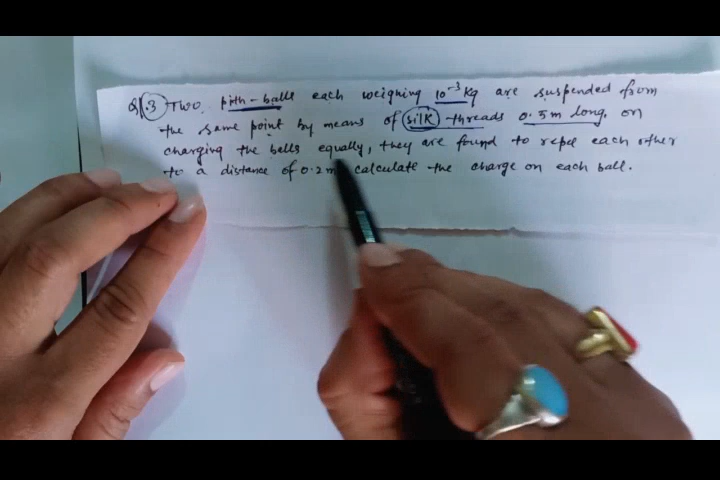 Q.3 Two pith-balls each weighing 10⁻³ Kg are suspended from
the same point by means of silk threads 0.5m long. on
charging the balls equally, they are found to repel each other
to a distance of 0.2 m calculate the charge on each ball.